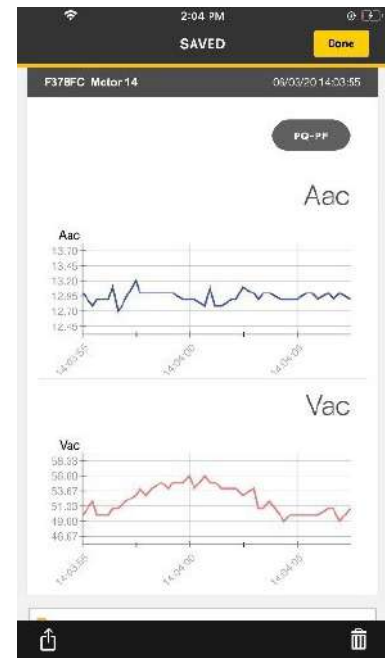 2:04 PM
SAVED
Done
F378FC Motor 14
06/03/20 14:03:55
PQ-PF
Aac
Aac
13.70
13.45
13.20
12.95
12.70
12.45
14:03:55
14:04:00
14:04:05
Vac
Vac
58.33
56.00
53.67
51.33
49.00
46.67
14:03:55
14:04:00
14:04:05